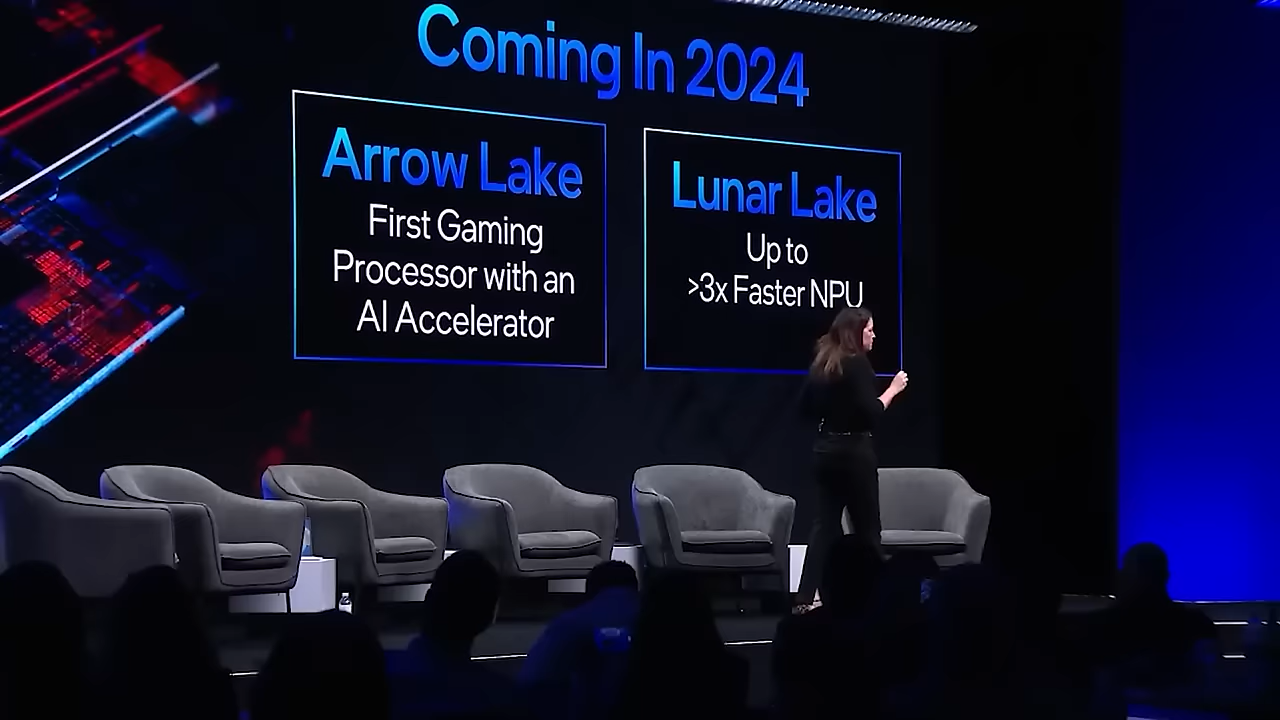 Coming In 2024
Arrow Lake
First Gaming
Processor with an
AI Accelerator
Lunar Lake
Up to
>3x Faster NPU